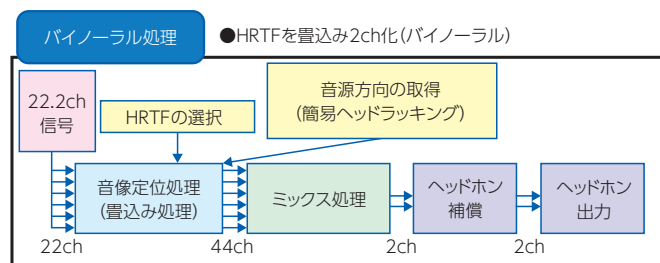 バイノーラル処理
●HRTFを畳込み2ch化(バイノーラル)
22.2ch
信号
HRTFの選択
音源方向の取得
(簡易ヘッドラッキング)
音像定位処理
(畳込み処理)
ミックス処理
ヘッドホン
補償
ヘッドホン
出力
22ch
44ch
2ch
2ch